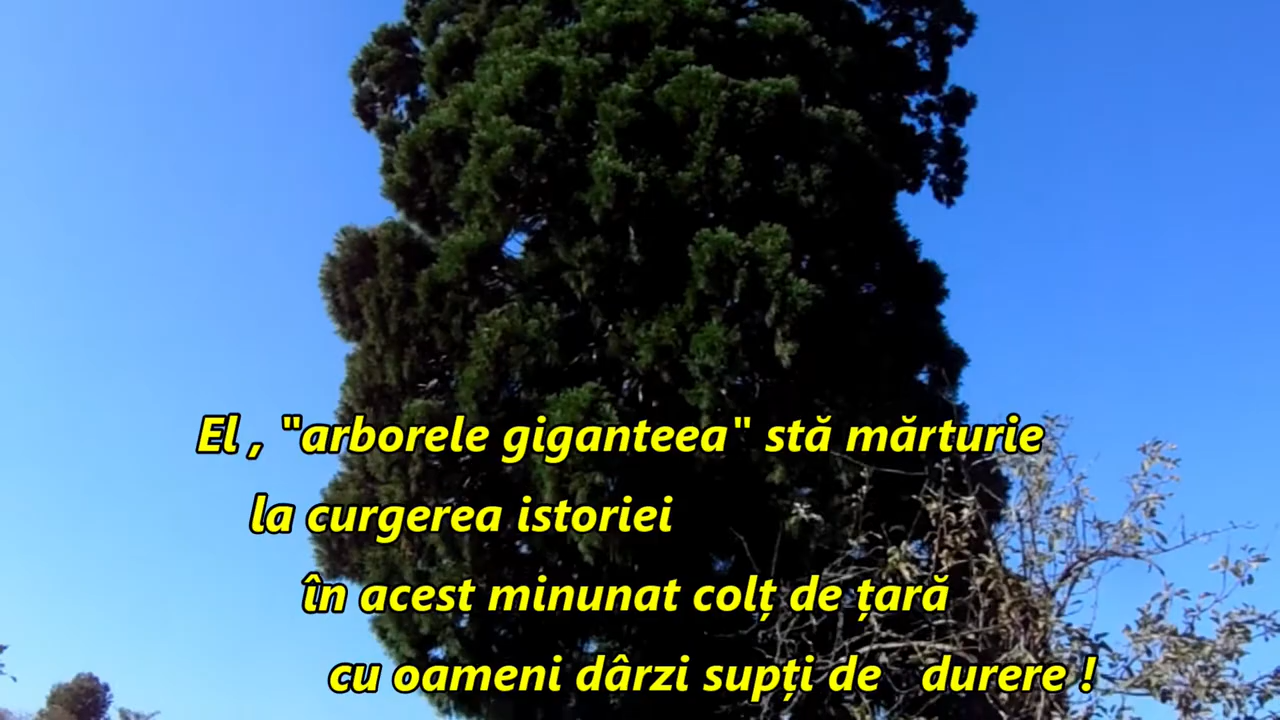 El , "arborele giganteea" stă mărturie
la curgerea istoriei
în acest minunat colț de țară
cu oameni dârzi supți de durere !